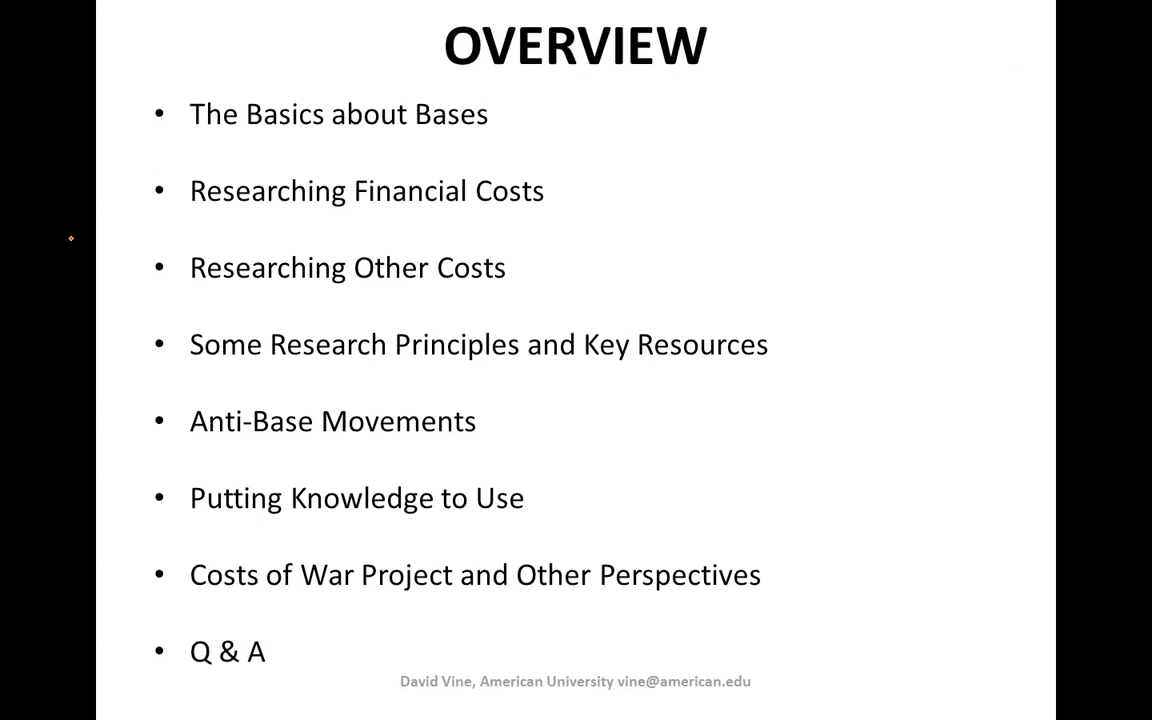 OVERVIEW
• The Basics about Bases
• Researching Financial Costs
• Researching Other Costs
• Some Research Principles and Key Resources
• Anti-Base Movements
• Putting Knowledge to Use
• Costs of War Project and Other Perspectives
• Q & A
David Vine, American University vine@american.edu